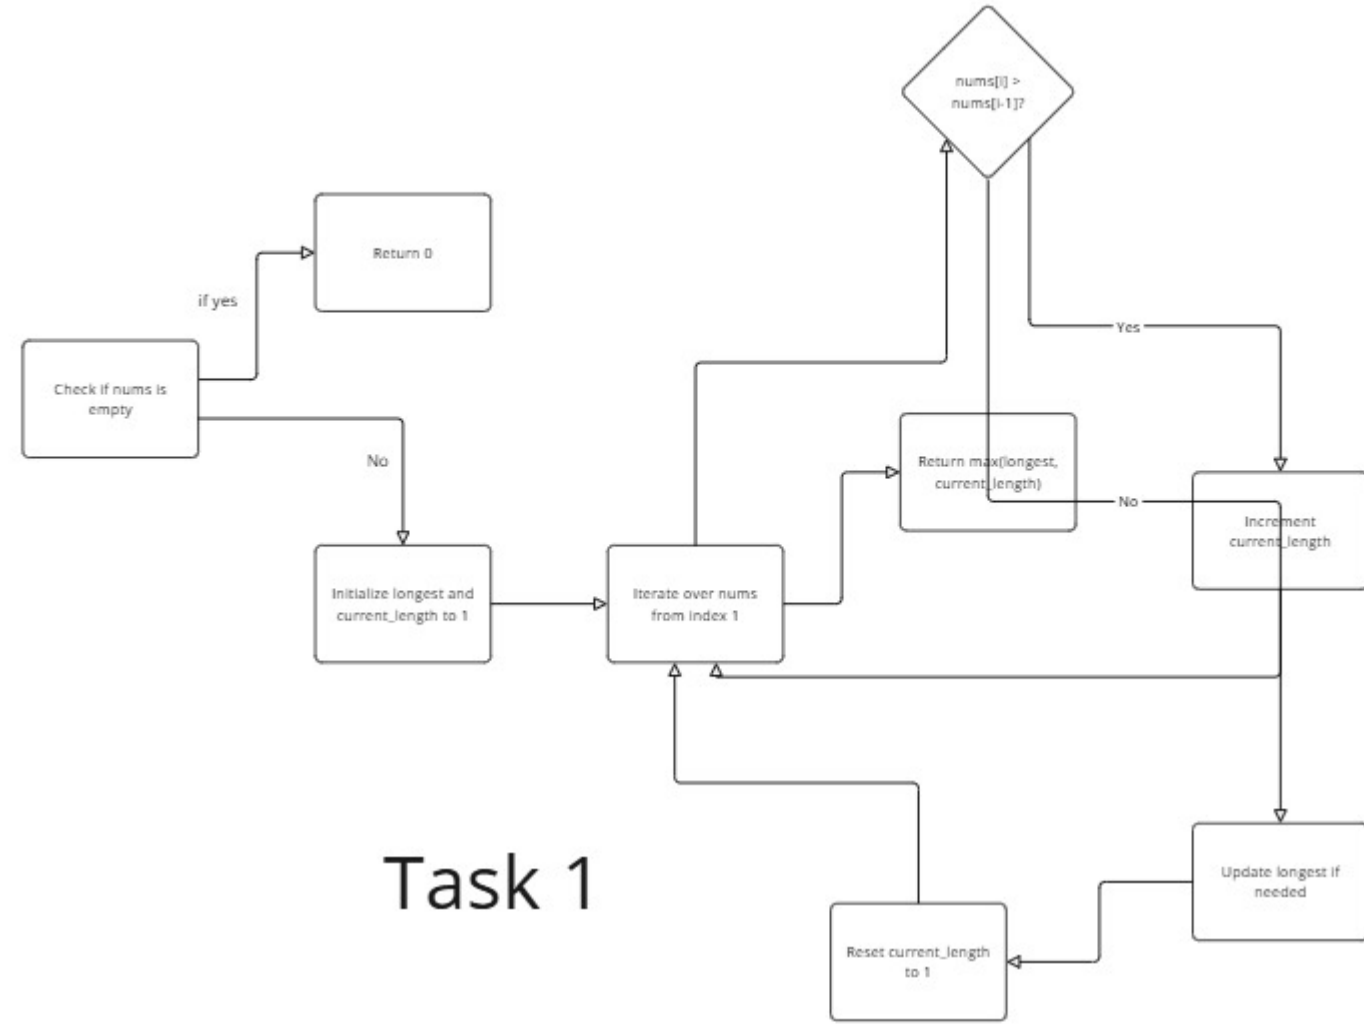 nums[i] >
nums[i-1]?
Return 0
if yes
Yes
Check if nums is
empty
No
Return max(longest,
current_length)
No
Increment
current_length
Initialize longest and
current_length to 1
Iterate over nums
from index 1
Task 1
Update longest if
needed
Reset current_length
to 1